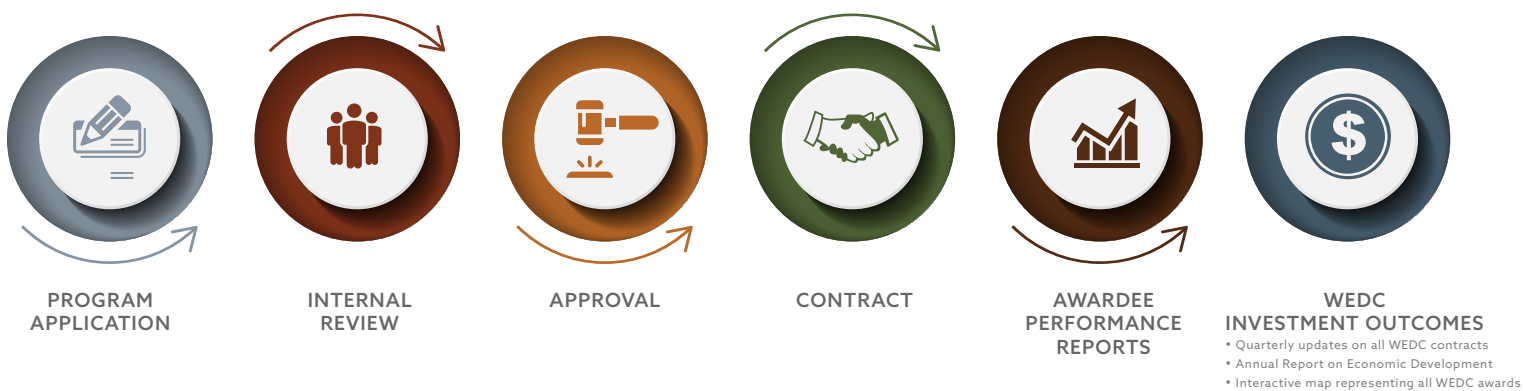 $
PROGRAM
APPLICATION
INTERNAL
REVIEW
APPROVAL
CONTRACT
AWARDEE
PERFORMANCE
REPORTS
WEDC
INVESTMENT OUTCOMES
• Quarterly updates on all WEDC contracts
• Annual Report on Economic Development
• Interactive map representing all WEDC awards